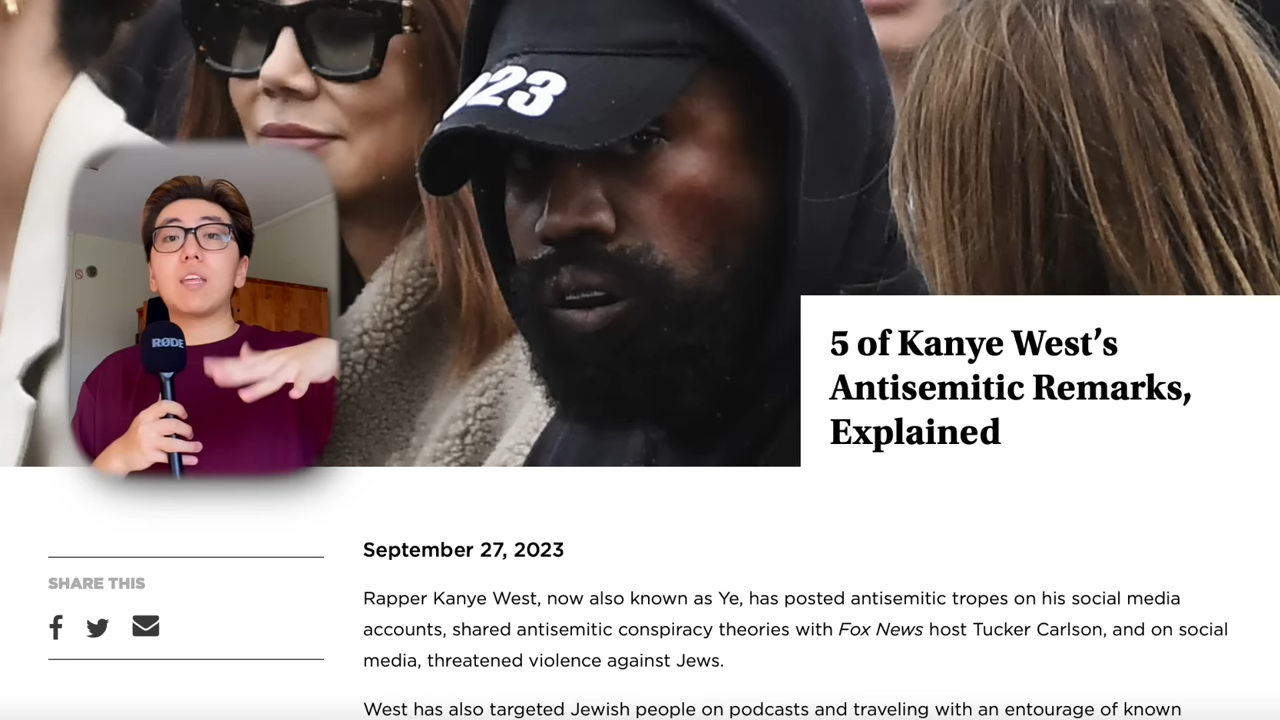 023
RØDE
5 of Kanye West’s
Antisemitic Remarks,
Explained
September 27, 2023
SHARE THIS
Rapper Kanye West, now also known as Ye, has posted antisemitic tropes on his social media
accounts, shared antisemitic conspiracy theories with Fox News host Tucker Carlson, and on social
media, threatened violence against Jews.
West has also targeted Jewish people on podcasts and traveling with an entourage of known